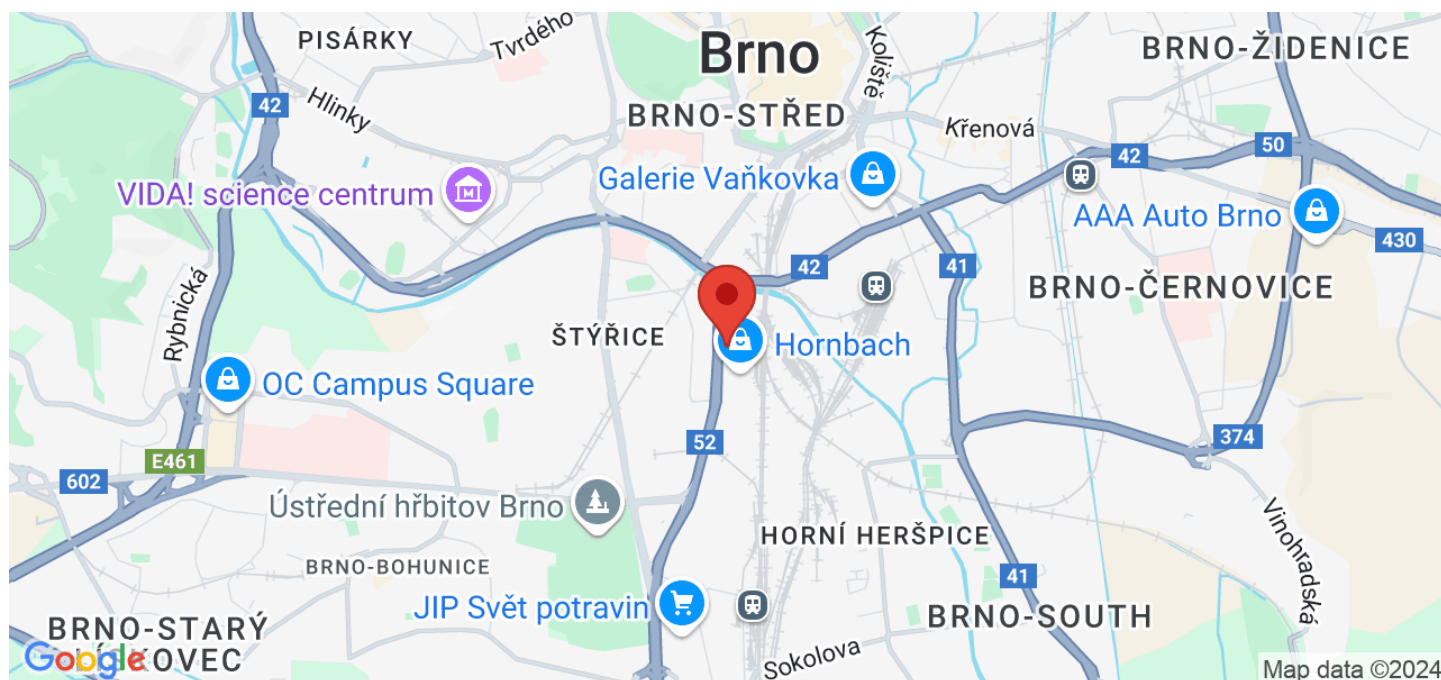 PISÁRKY
Tvrdého
Brno
Koliště
BRNO-ŽIDENICE
42
Hlinky
BRNO-STŘED
Křenová
42
50
VIDA! science centrum
Galerie Vaňkovka
AAA Auto Brno
430
Rybnická
42
41
BRNO-ČERNOVICE
ŠTÝŘICE
Hornbach
OC Campus Square
52
374
E461
602
Ústřední hřbitov Brno
HORNÍ HERŠPICE
Vinohradská
BRNO-BOHUNICE
41
JIP Svět potravin
BRNO-SOUTH
BRNO-STARÝ
Google
Sokolova
Map data ©2024